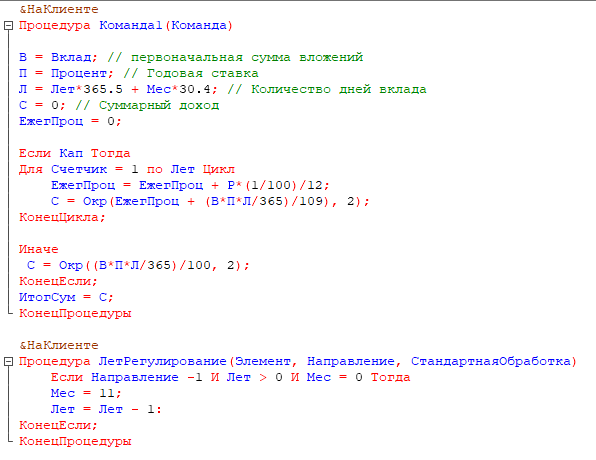 &НаКлиенте
Процедура Команда1(Команда)
В = Вклад; // первоначальная сумма вложений
П = Процент; // Годовая ставка
Л = Лет*365.5 + Мес*30.4; // Количество дней вклада
С = 0; // Суммарный доход
ЕжегПроц = 0;
Если Кап Тогда
Для Счетчик = 1 по Лет Цикл
ЕжегПроц = ЕжегПроц + Р*(1/100)/12;
С = Окр(ЕжегПроц + (В*П*Л/365)/109), 2);
КонецЦикла;
Иначе
С = Окр((В*П*Л/365)/100, 2);
КонецЕсли;
ИтогСум = С;
КонецПроцедуры
&НаКлиенте
Процедура ЛетРегулирование(Элемент, Направление, СтандартнаяОбработка)
Если Направление -1 И Лет > 0 И Мес = 0 Тогда
Мес = 11;
Лет = Лет - 1:
КонецЕсли;
КонецПроцедуры